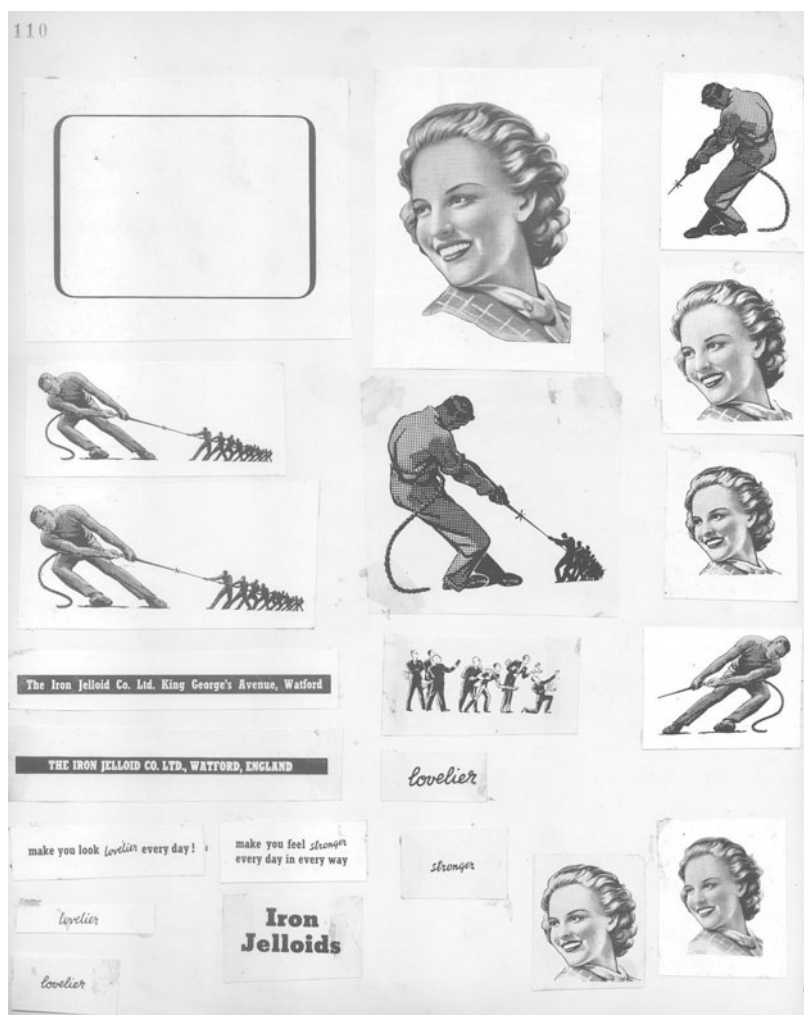 110
The Iron Jelloid Co. Ltd. King George's Avenue, Watford
THE IRON JELLOID CO. LTD., WATFORD, ENGLAND
lovelier
make you look lovelier every day!
make you feel stronger
every day in every way
stronger
lovelier
Iron
Jelloids
lovelier